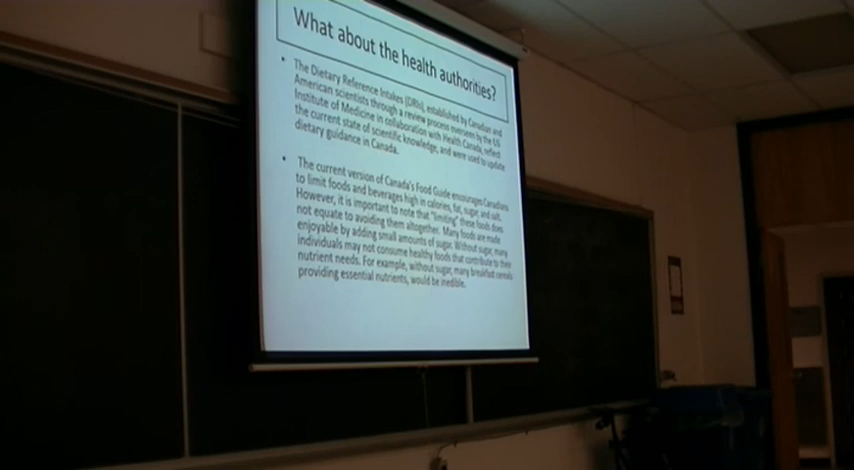 What about the health authorities?
• The Dietary Reference Intakes (DRIs), established by Canadian and
American scientists through a review process overseen by the US
Institute of Medicine in collaboration with Health Canada, reflect
the current state of scientific knowledge, and were used to update
dietary guidance in Canada.
• The current version of Canada's Food Guide encourages Canadians
to limit foods and beverages high in calories, fat, sugar, and salt.
However, it is important to note that "limiting" these foods does
not equate to avoiding them altogether. Many foods are made
enjoyable by adding small amounts of sugar. Without sugar, many
individuals may not consume healthy foods that contribute to their
nutrient needs. For example, without sugar, many breakfast cereals
providing essential nutrients, would be inedible.